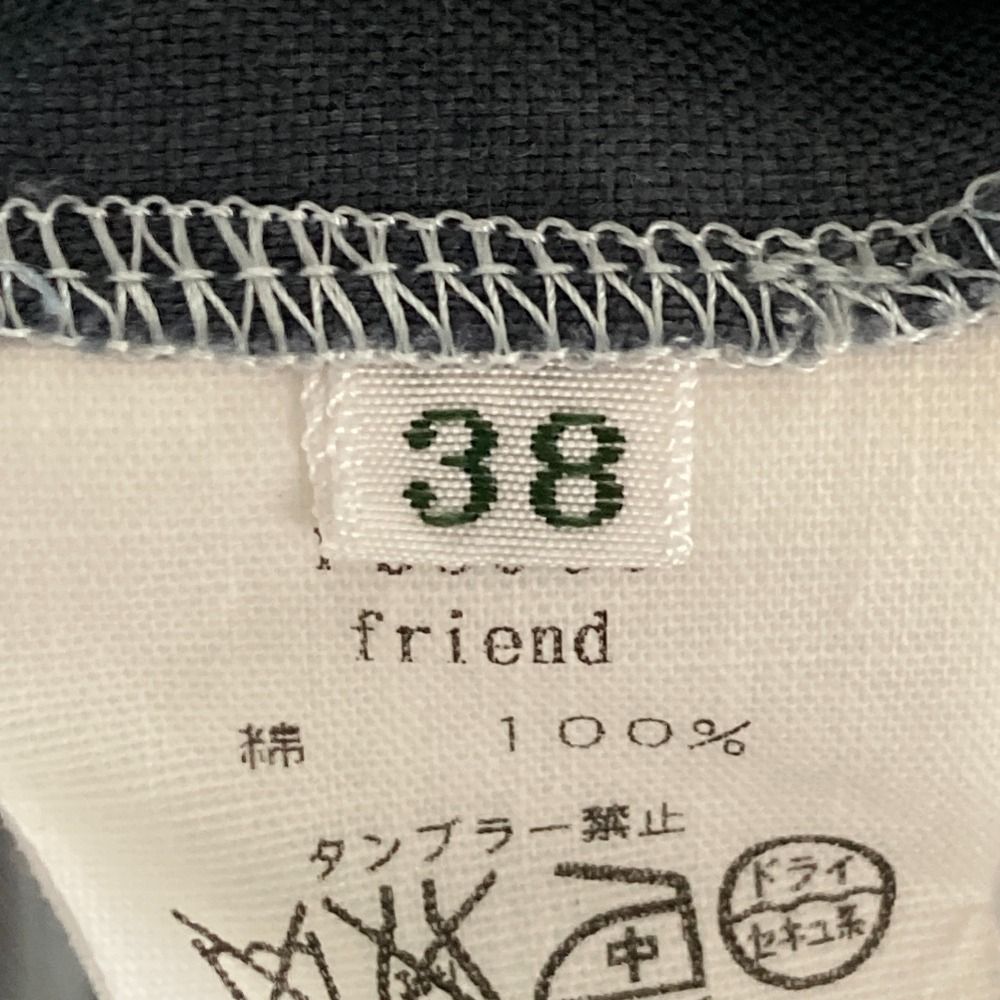 38
friend
綿 100%
タンブラー禁止
中
ドライ
セキユ系